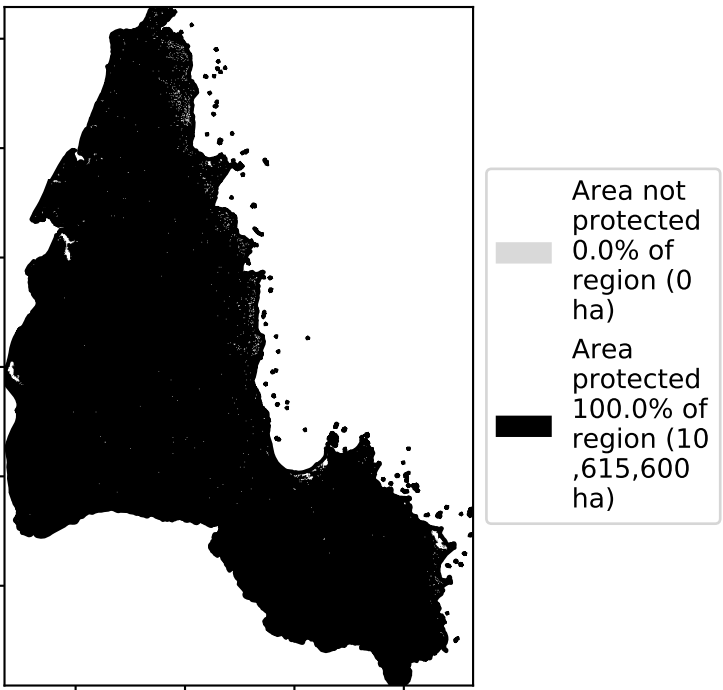 Area not
protected
0.0% of
region (0
ha)
Area
protected
100.0% of
region (10
,615,600
ha)